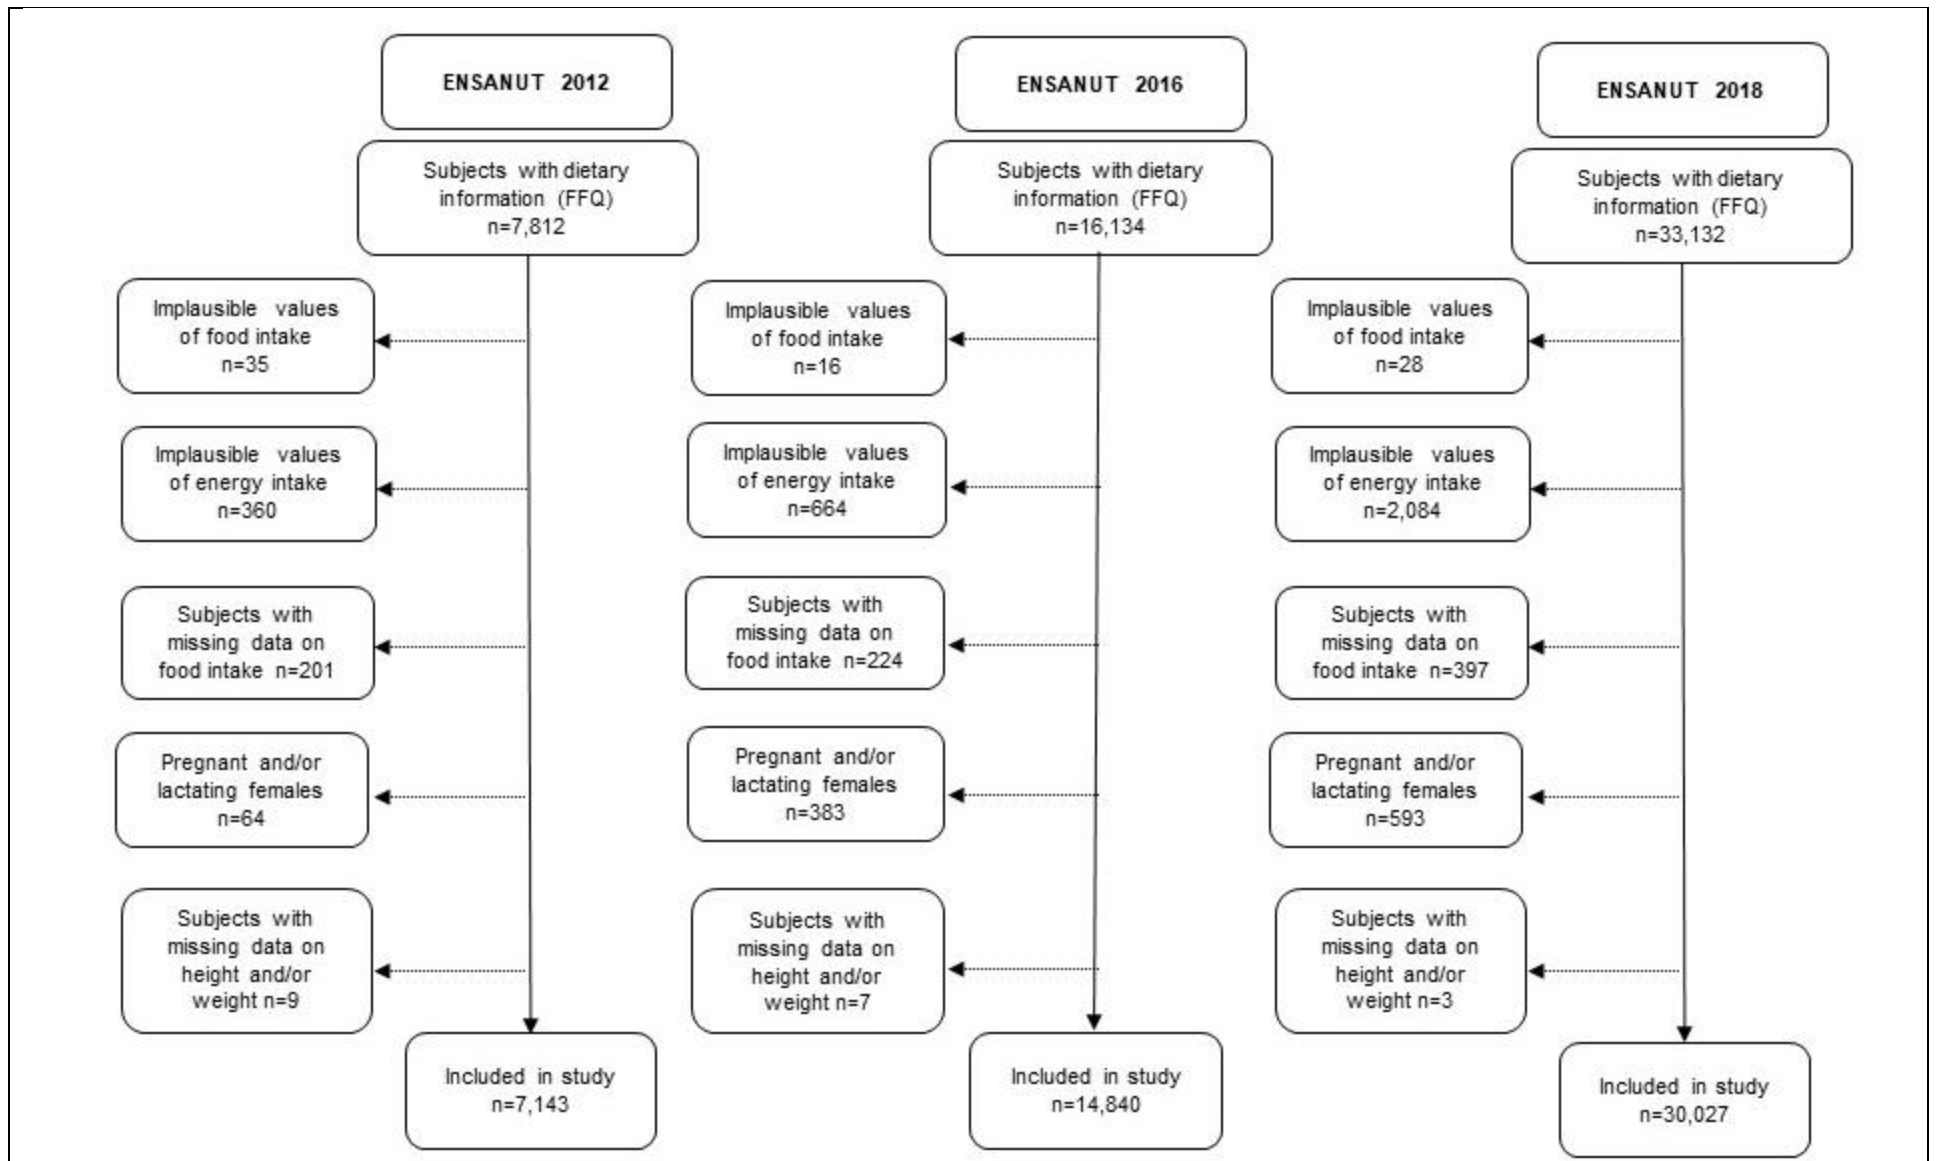 ENSANUT 2012
Subjects with dietary
information (FFQ)
n=7,812
Implausible values
of food intake
n=35
Implausible values
of energy intake
n=360
Subjects with
missing data on
food intake n=201
Pregnant and/or
lactating females
n=64
Subjects with
missing data on
height and/or
weight n=9
Included in study
n=7,143
ENSANUT 2016
Subjects with dietary
information (FFQ)
n=16,134
Implausible values
of food intake
n=16
Implausible values
of energy intake
n=664
Subjects with
missing data on
food intake n=224
Pregnant and/or
lactating females
n=383
Subjects with
missing data on
height and/or
weight n=7
Included in study
n=14,840
ENSANUT 2018
Subjects with dietary
information (FFQ)
n=33,132
Implausible values
of food intake
n=28
Implausible values
of energy intake
n=2,084
Subjects with
missing data on
food intake n=397
Pregnant and/or
lactating females
n=593
Subjects with
missing data on
height and/or
weight n=3
Included in study
n=30,027